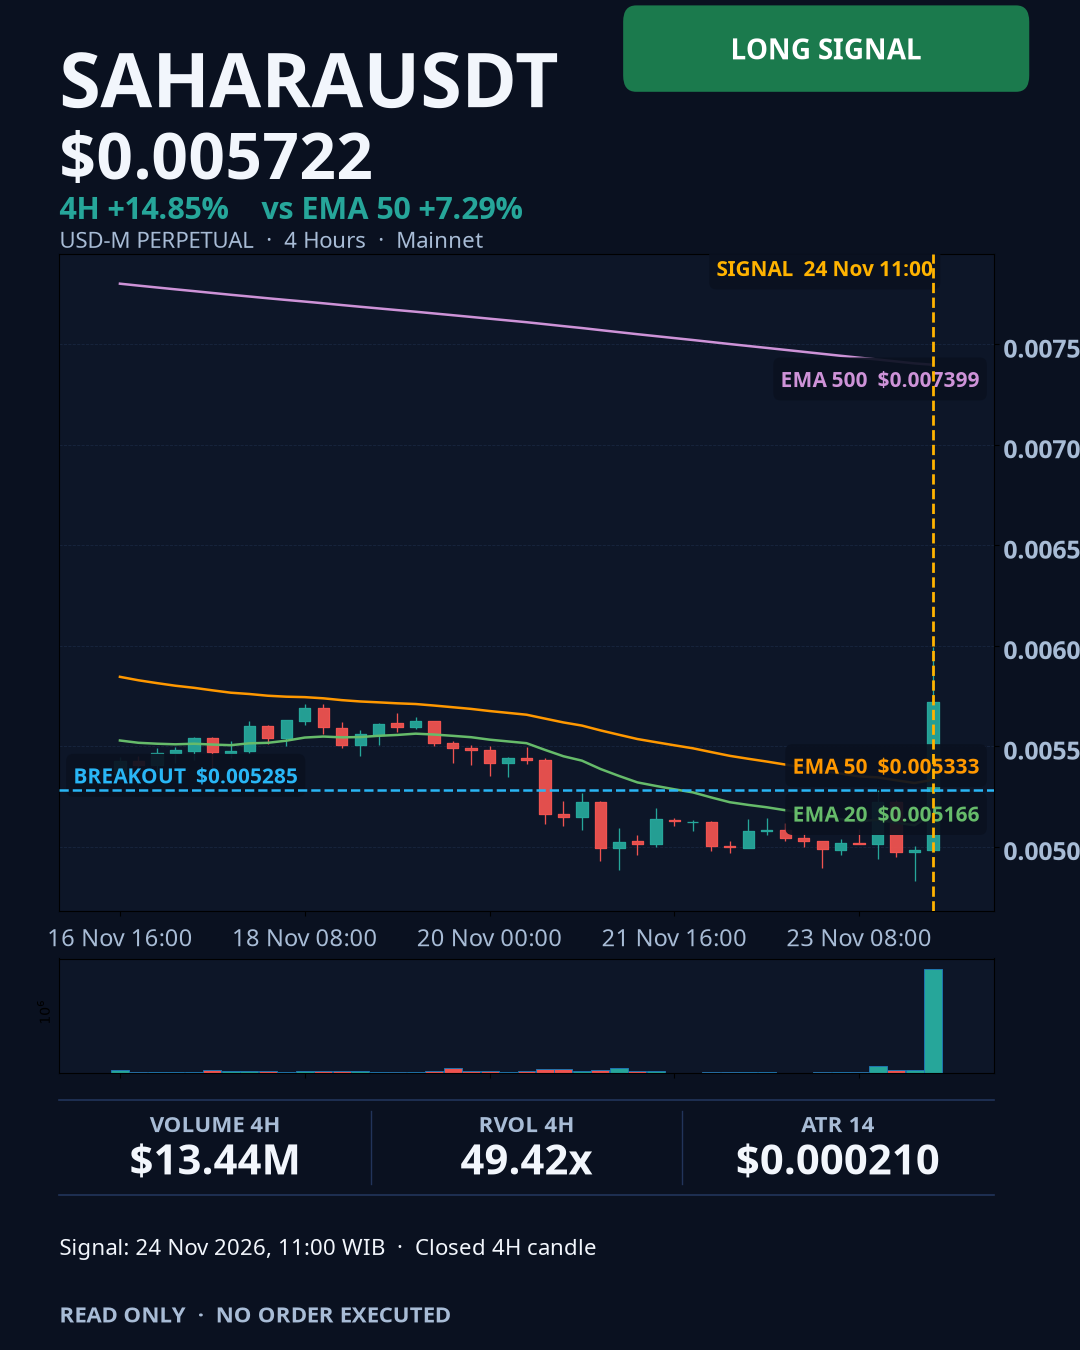 LONG SIGNAL
SAHARAUSDT
$0.005722
4H +14.85% vs EMA 50 +7.29%
USD-M PERPETUAL · 4 Hours · Mainnet
SIGNAL 24 Nov 11:00
0.0075
EMA 500 $0.007399
0.0070
0.0065
0.0060
0.0055
EMA 50 $0.005333
BREAKOUT $0.005285
EMA 20 $0.005166
0.0050
16 Nov 16:00 18 Nov 08:00 20 Nov 00:00 21 Nov 16:00 23 Nov 08:00
10⁶
VOLUME 4H RVOL 4H ATR 14
$13.44M 49.42x $0.000210
Signal: 24 Nov 2026, 11:00 WIB · Closed 4H candle
READ ONLY · NO ORDER EXECUTED